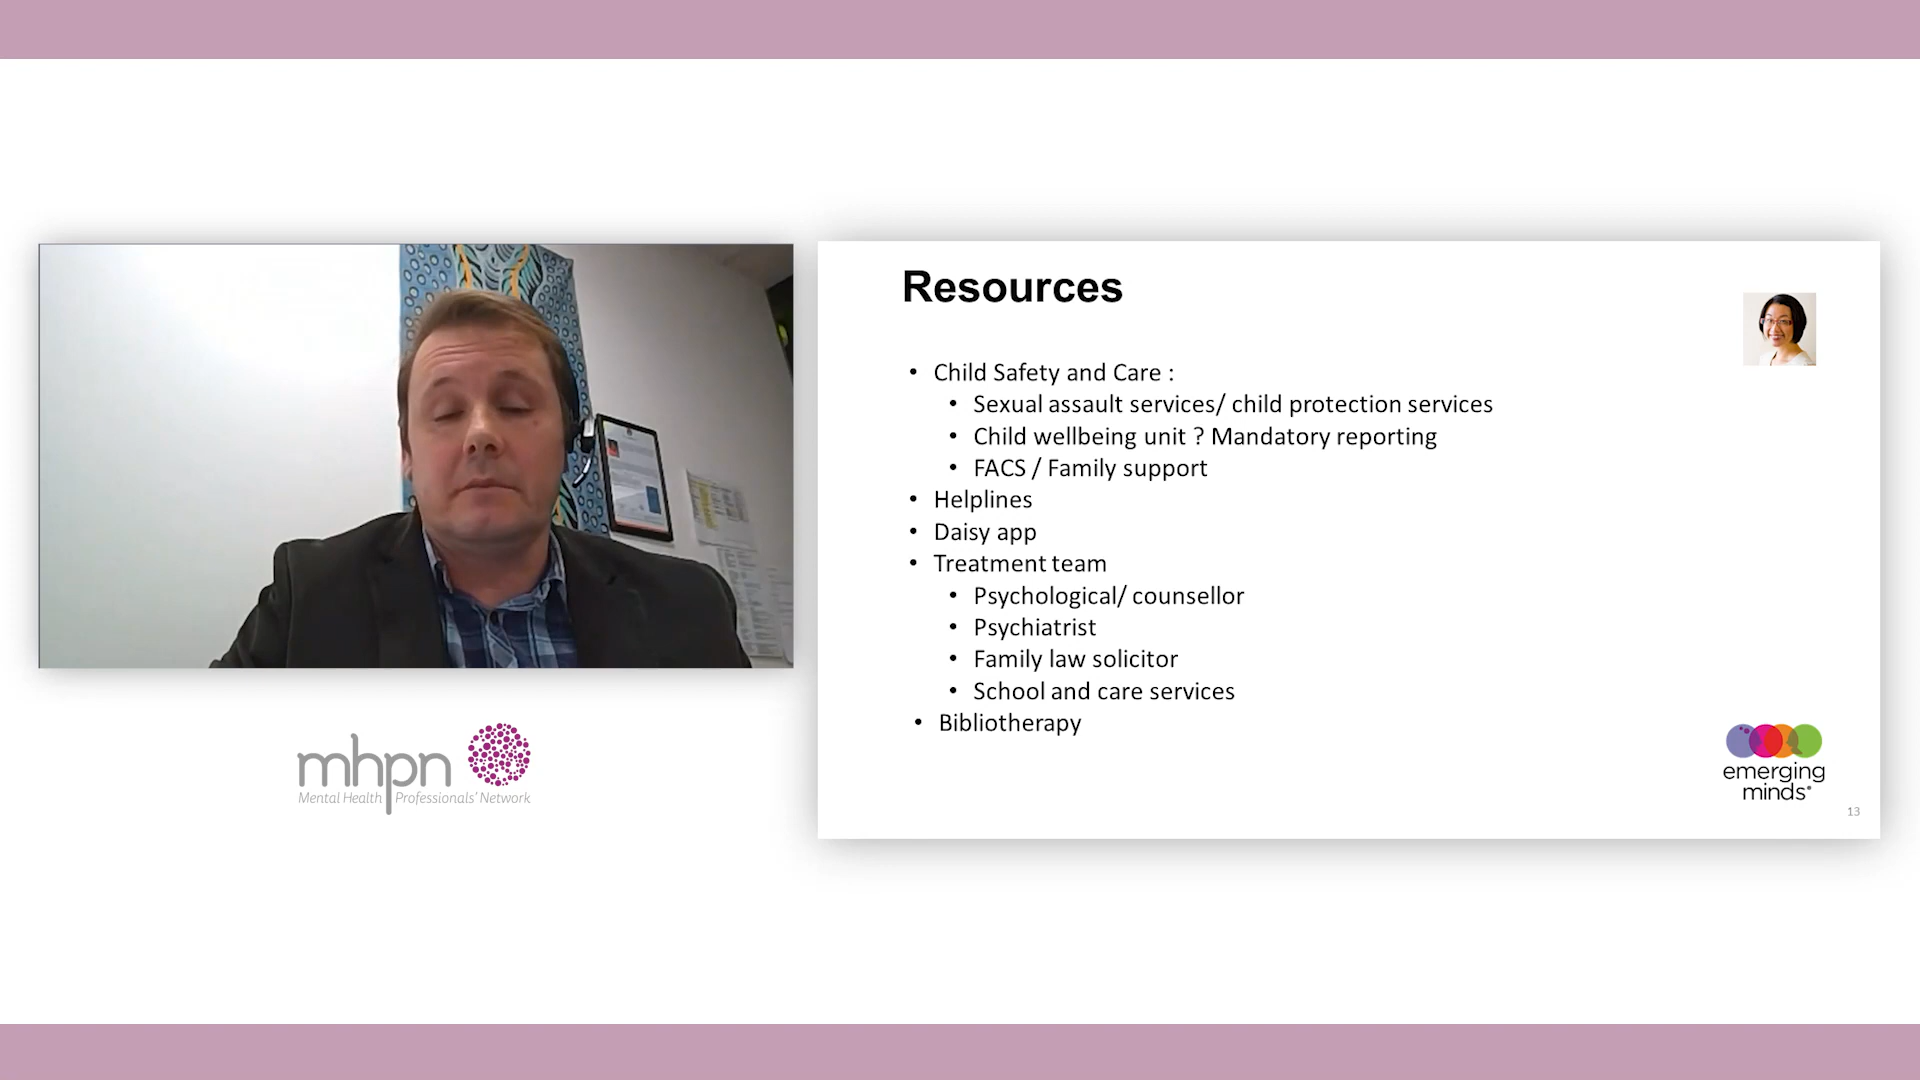 Resources
• Child Safety and Care :
• Sexual assault services/ child protection services
• Child wellbeing unit ? Mandatory reporting
• FACS / Family support
• Helplines
• Daisy app
• Treatment team
• Psychological/ counsellor
• Psychiatrist
• Family law solicitor
• School and care services
• Bibliotherapy
emerging
minds
13
mhpn
Mental Health Professionals' Network